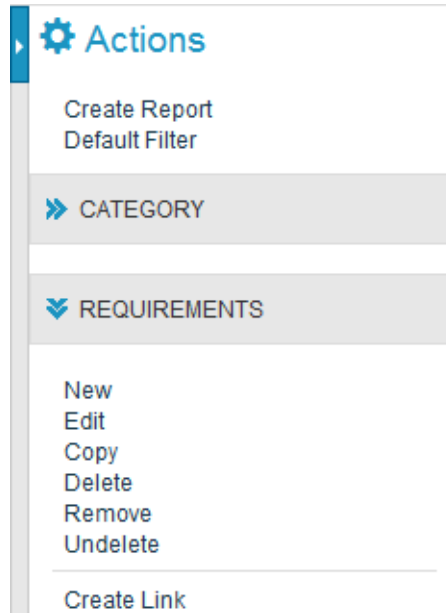 Actions
Create Report
Default Filter
CATEGORY
REQUIREMENTS
New
Edit
Copy
Delete
Remove
Undelete
Create Link